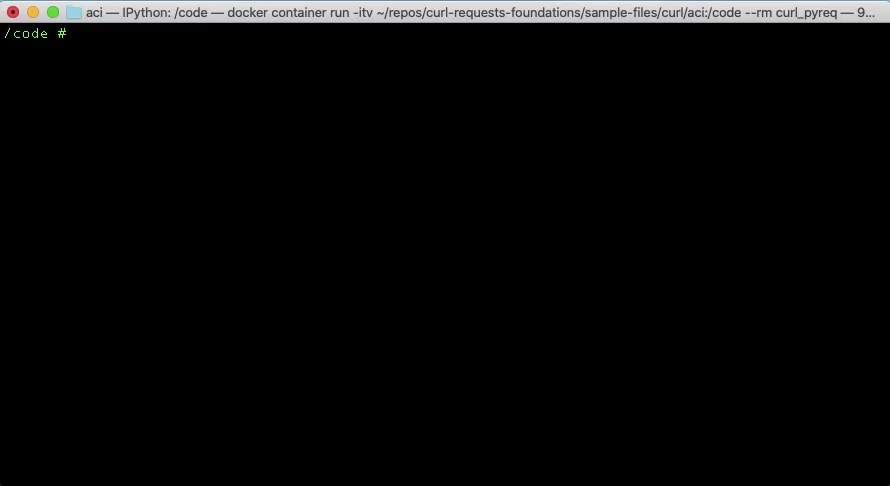 aci — IPython: /code — docker container run -itv ~/repos/curl-requests-foundations/sample-files/curl/aci:/code --rm curl_pyreq — 9...
/code #